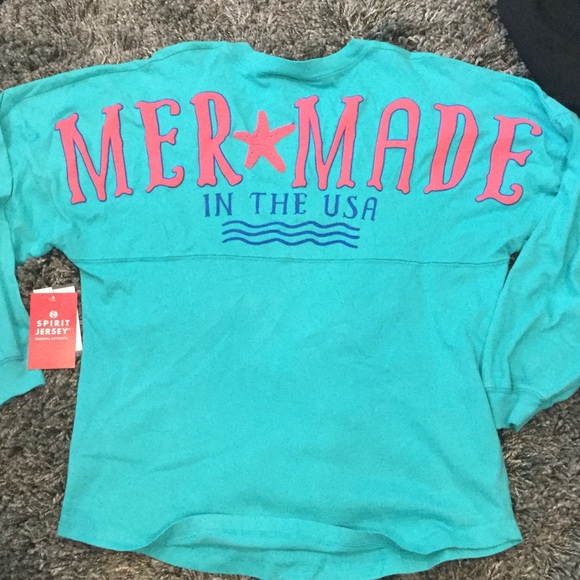 MER★MADE
IN THE USA
SPIRIT
JERSEY®